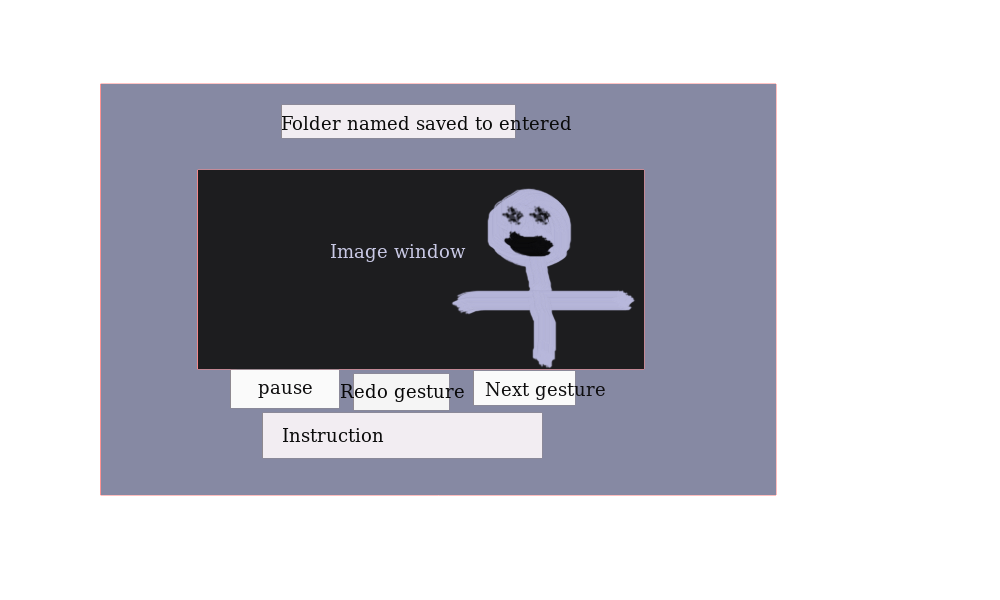 Folder named saved to entered
Image window
pause
Redo gesture
Next gesture
Instruction